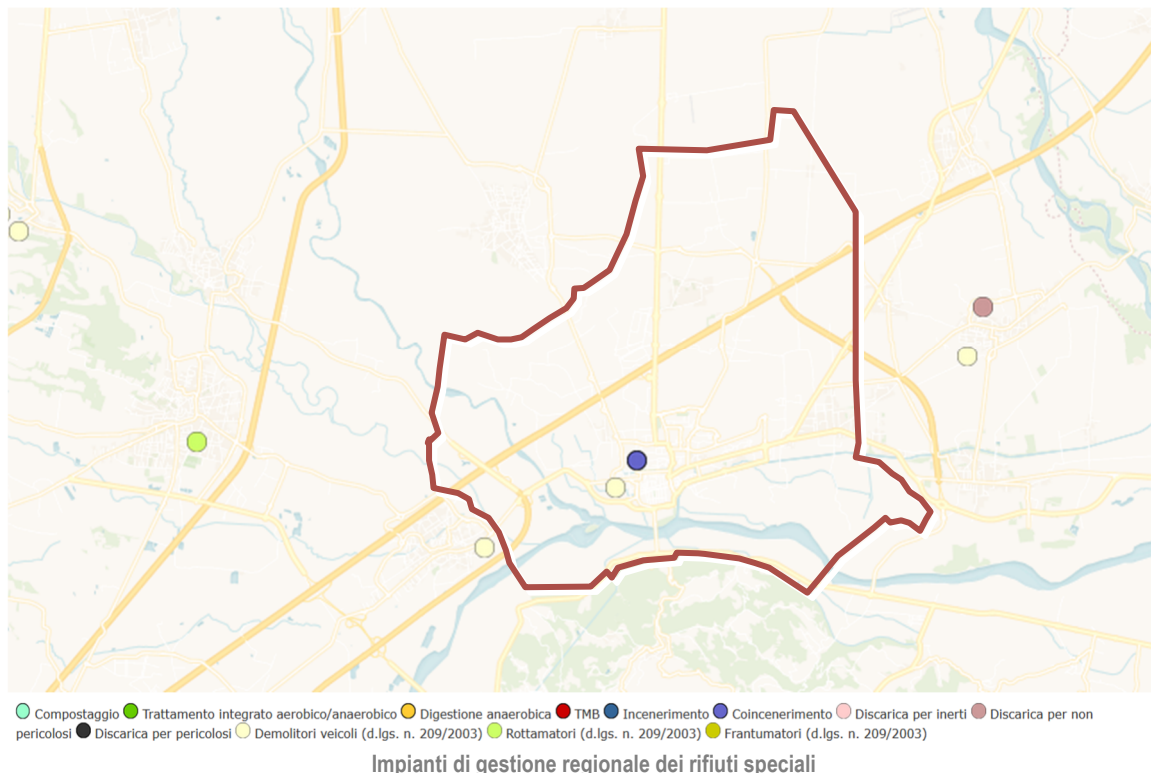 Compostaggio Trattamento integrato aerobico/anaerobico Digestione anaerobica TMB Incenerimento Coincenerimento Discarica per inerti Discarica per non
pericolosi Discarica per pericolosi Demolitori veicoli (d.lgs. n. 209/2003) Rottamatori (d.lgs. n. 209/2003) Frantumatori (d.lgs. n. 209/2003)
Impianti di gestione regionale dei rifiuti speciali